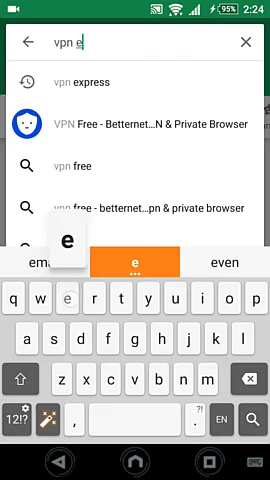 95% 2:24
vpn e
vpn express
VPN Free - Betternet...N & Private Browser
vpn free
vpn free - betternet...pn & private browser
e
e
even
q w e r t y u i o p
a s d f g h j k l
z x c v b n m
12!? , . ?! EN